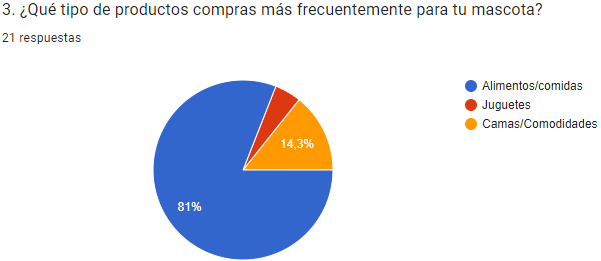 3. ¿Qué tipo de productos compras más frecuentemente para tu mascota?
21 respuestas
Alimentos/comidas
Juguetes
Camas/Comodidades
14,3%
81%